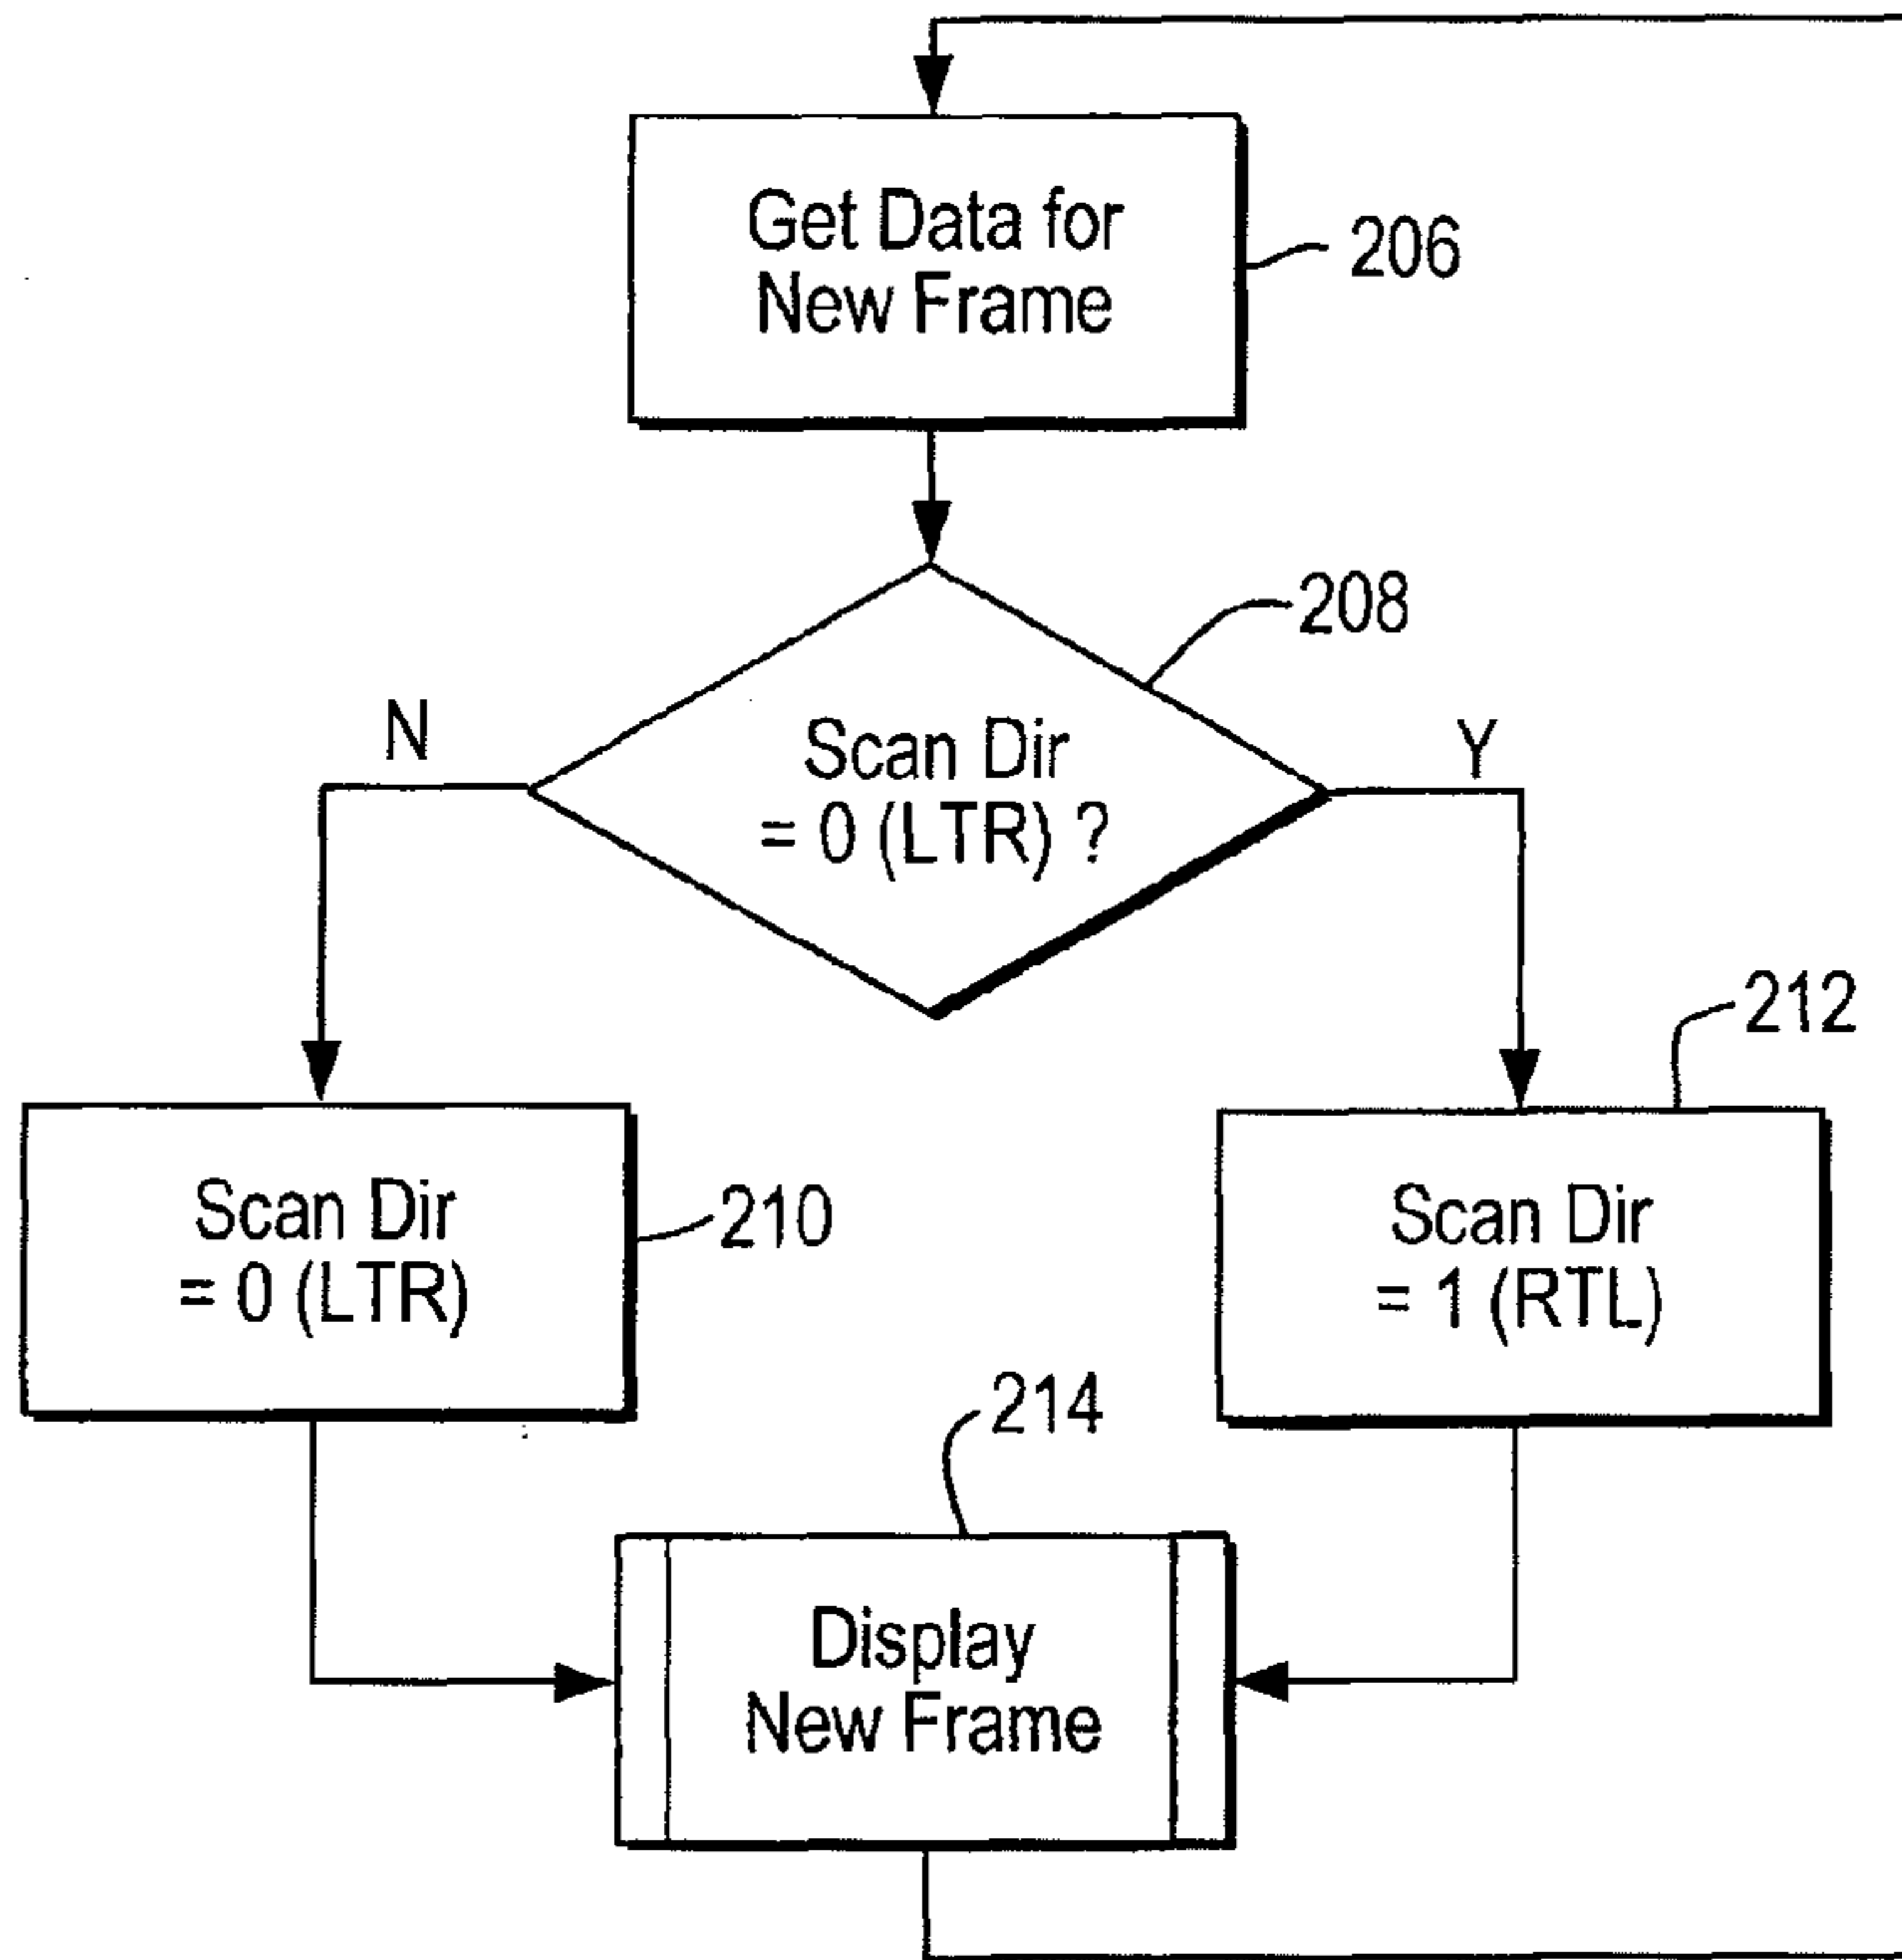 Get Data for
New Frame
206
208
N
Scan Dir
= 0 (LTR) ?
Y
212
Scan Dir
= 0 (LTR)
210
Scan Dir
= 1 (RTL)
214
Display
New Frame